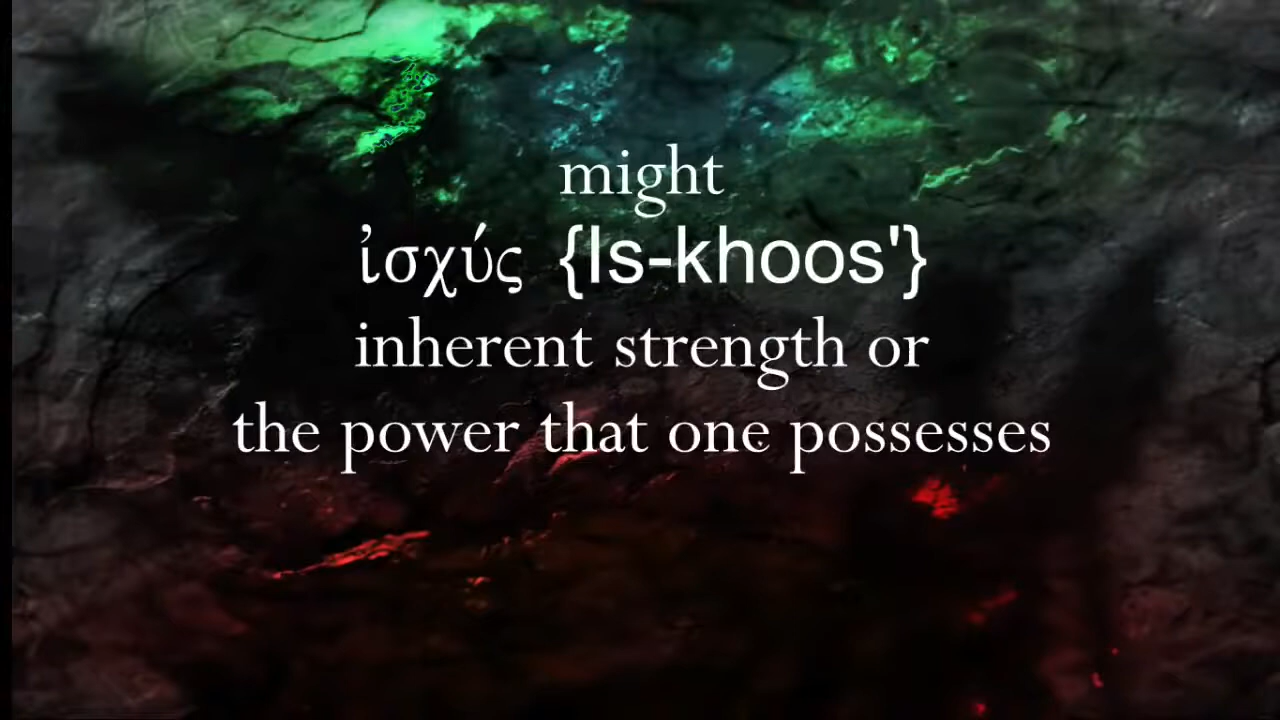 might
ἰσχύς {Is-khoos'}
inherent strength or
the power that one possesses